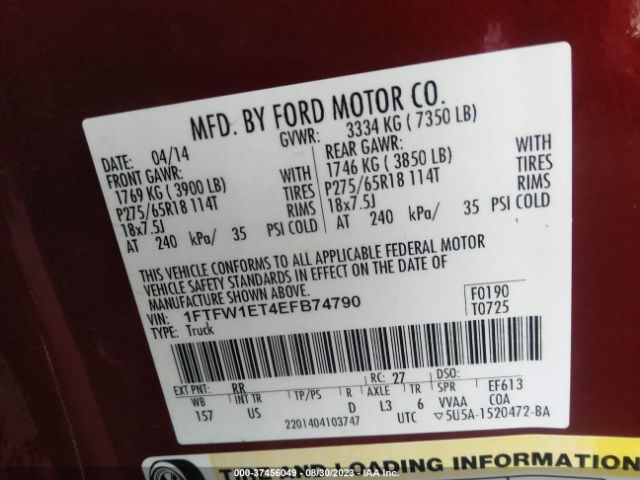 MFD. BY FORD MOTOR CO.
DATE: 04/14 GVWR: 3334 KG ( 7350 LB)
FRONT GAWR: REAR GAWR: WITH
1769 KG ( 3900 LB) WITH 1746 KG ( 3850 LB) TIRES
P275/65R18 114T TIRES P275/65R18 114T RIMS
18x7.5J RIMS 18x7.5J
AT 240 kPa/ 35 PSI COLD AT 240 kPa/ 35 PSI COLD
THIS VEHICLE CONFORMS TO ALL APPLICABLE FEDERAL MOTOR
VEHICLE SAFETY STANDARDS IN EFFECT ON THE DATE OF
MANUFACTURE SHOWN ABOVE.
VIN: 1FTFW1ET4EFB74790 F0190
TYPE: Truck T0725
EXT PNT: RR RC: 27 DSO:
WB INT TR TP/PS R AXLE TR SPR EF613
157 US D L3 6 VVAA COA
2201404103747 UTC ▽5U5A-1520472-BA
TIRE AND LOADING INFORMATION
000-37456049 - 08/30/2023 - IAA Inc.